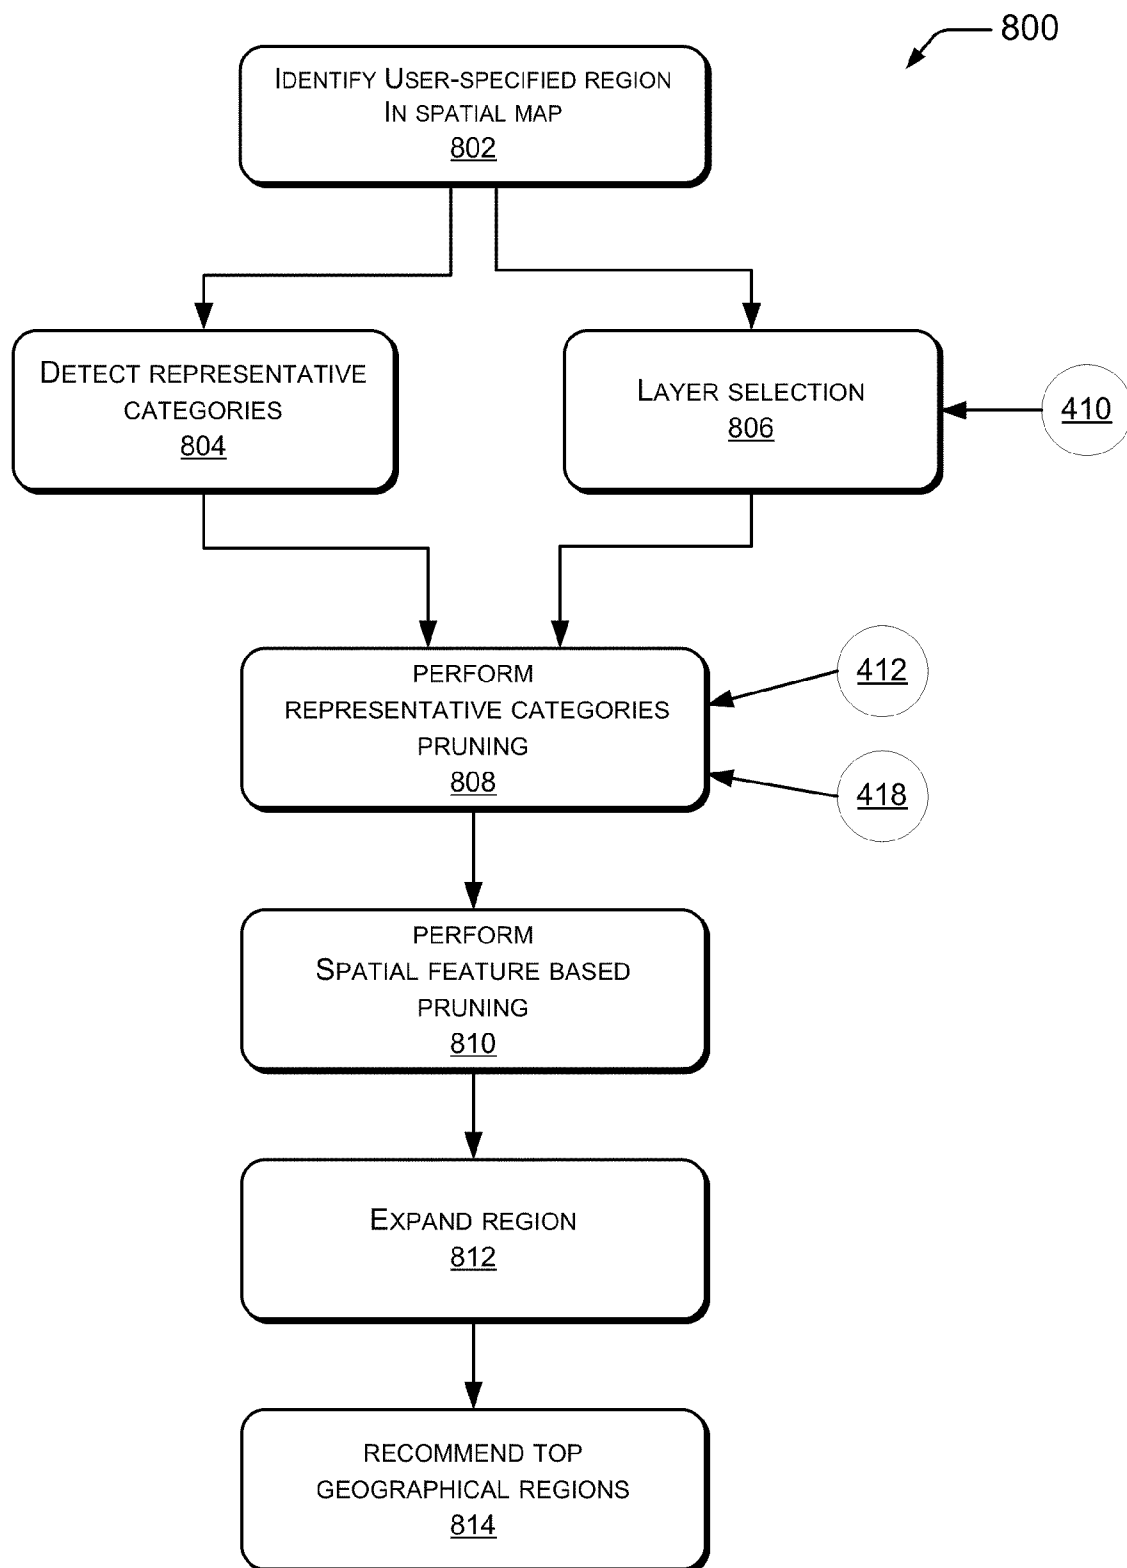 800
IDENTIFY USER-SPECIFIED REGION
IN SPATIAL MAP
802
DETECT REPRESENTATIVE
CATEGORIES
804
LAYER SELECTION
806
410
PERFORM
REPRESENTATIVE CATEGORIES
PRUNING
808
412
418
PERFORM
SPATIAL FEATURE BASED
PRUNING
810
EXPAND REGION
812
RECOMMEND TOP
GEOGRAPHICAL REGIONS
814